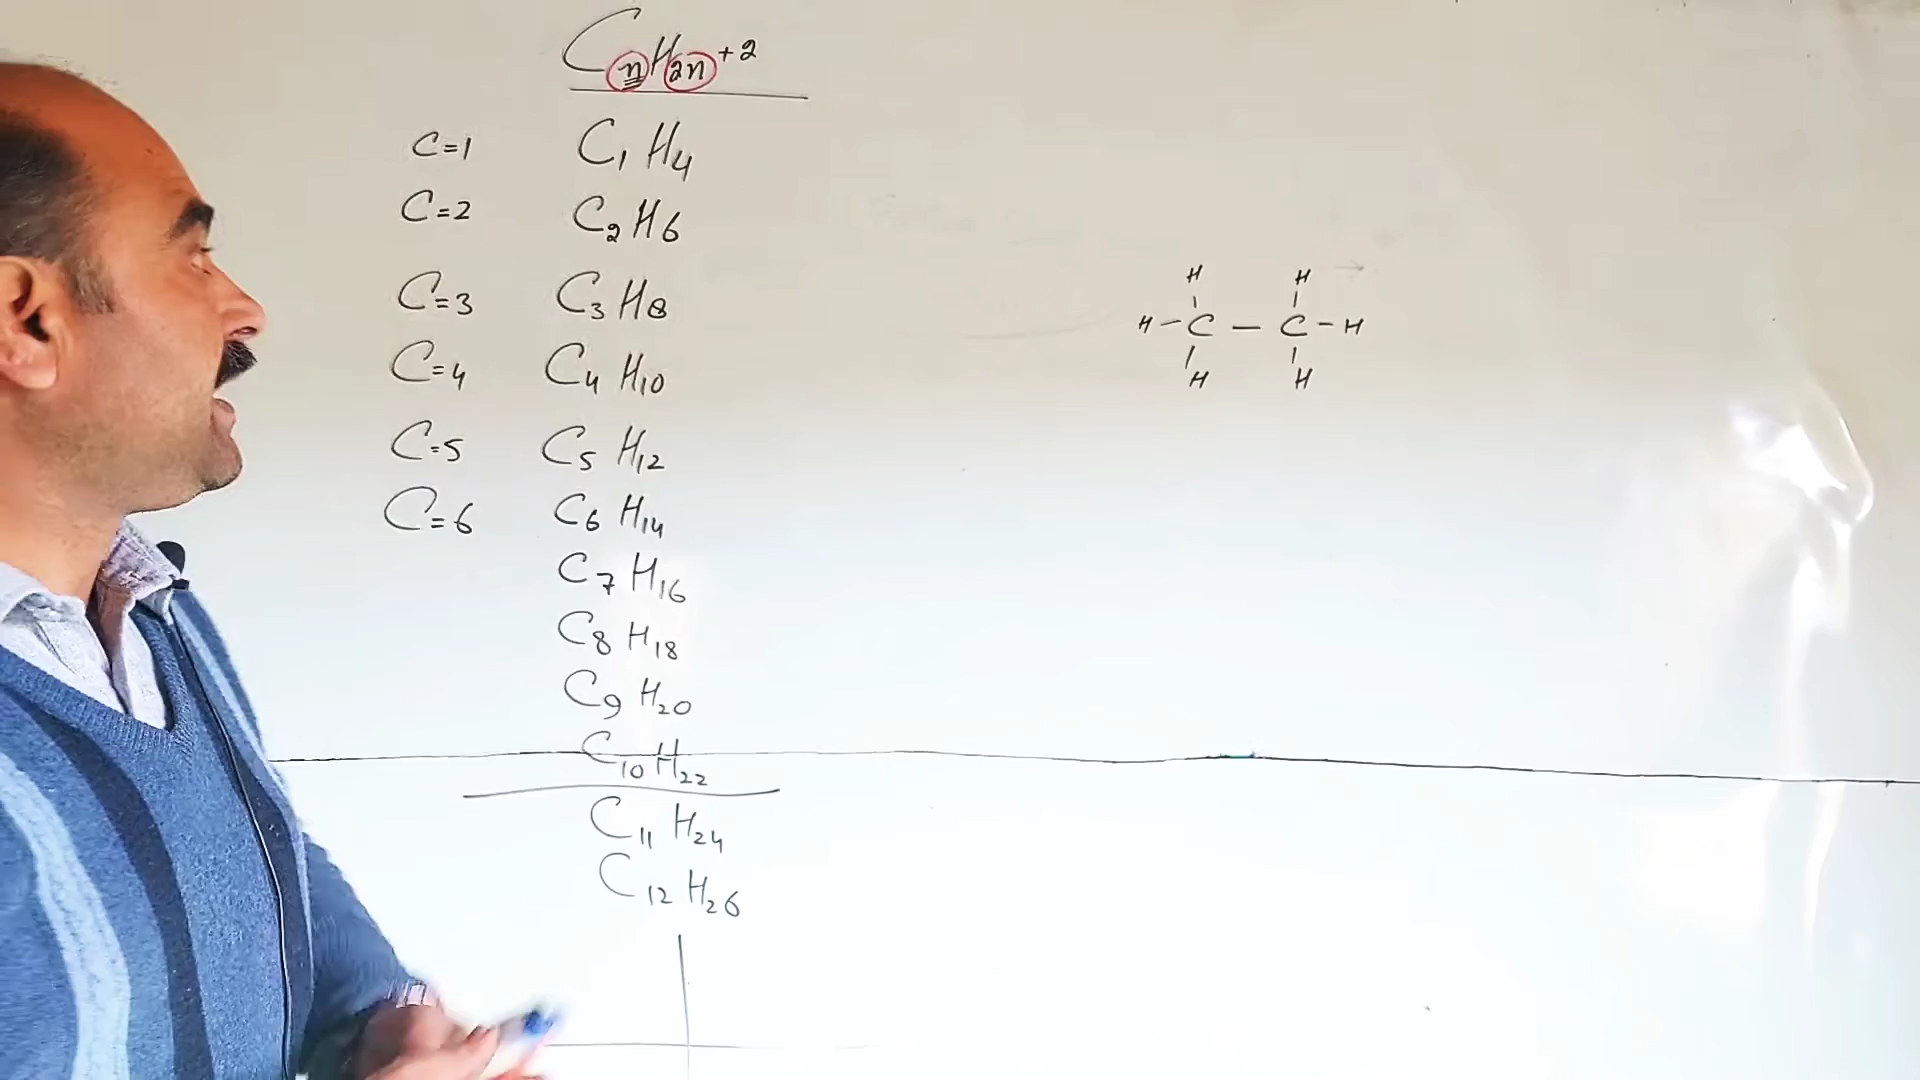 CnH2n+2
C=1 C1H4
C=2 C2H6
C=3 C3H8
C=4 C4H10
C=5 C5H12
C=6 C6H14
C7H16
C8H18
C9H20
C10H22
C11H24
C12H26
H H
H-C-C-H
H H